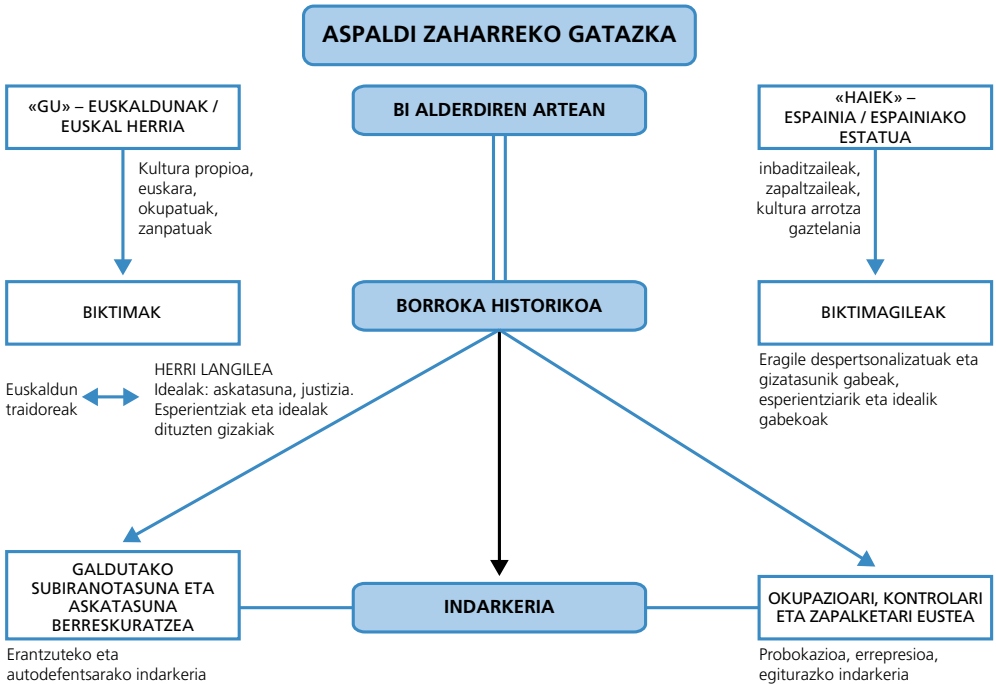 ASPALDI ZAHARREKO GATAZKA
«GU» – EUSKALDUNAK /
EUSKAL HERRIA
BI ALDERDIREN ARTEAN
«HAIEK» –
ESPAINIA / ESPAINIAKO
ESTATUA
Kultura propioa,
euskara,
okupatuak,
zanpatuak
inbaditzaileak,
zapaltzaileak,
kultura arrotza
gaztelania
BIKTIMAK
BORROKA HISTORIKOA
BIKTIMAGILEAK
Euskaldun
traidoreak
HERRI LANGILEA
Idealak: askatasuna, justizia.
Esperientziak eta idealak
dituzten gizakiak
Eragile despertsonalizatuak eta
gizatasunik gabeak,
esperientziarik eta idealik
gabekoak
GALDUTAKO
SUBIRANOTASUNA ETA
ASKATASUNA
BERRESKURATZEA
INDARKERIA
OKUPAZIOARI, KONTROLARI
ETA ZAPALKETARI EUSTEA
Erantzuteko eta
autodefentsarako indarkeria
Probokazioa, errepresioa,
egiturazko indarkeria